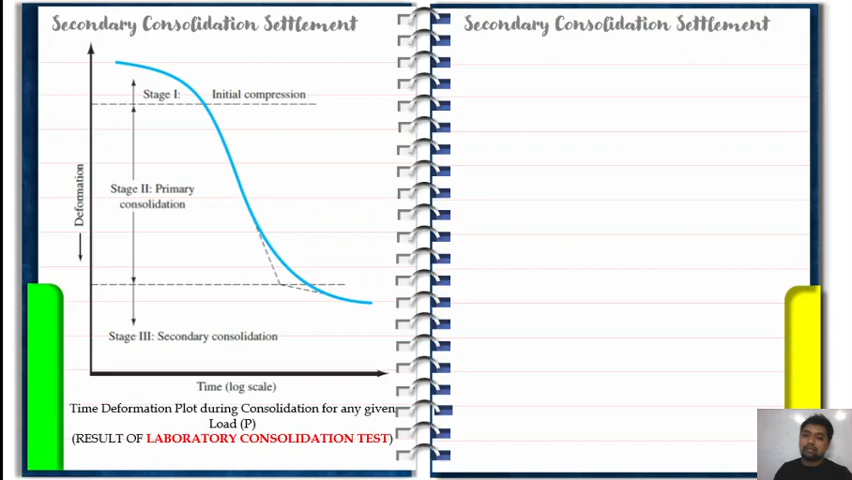 Secondary Consolidation Settlement
Stage I: Initial compression
Deformation
Stage II: Primary
consolidation
Stage III: Secondary consolidation
Time (log scale)
Time Deformation Plot during Consolidation for any given
Load (P)
(RESULT OF LABORATORY CONSOLIDATION TEST)
Secondary Consolidation Settlement